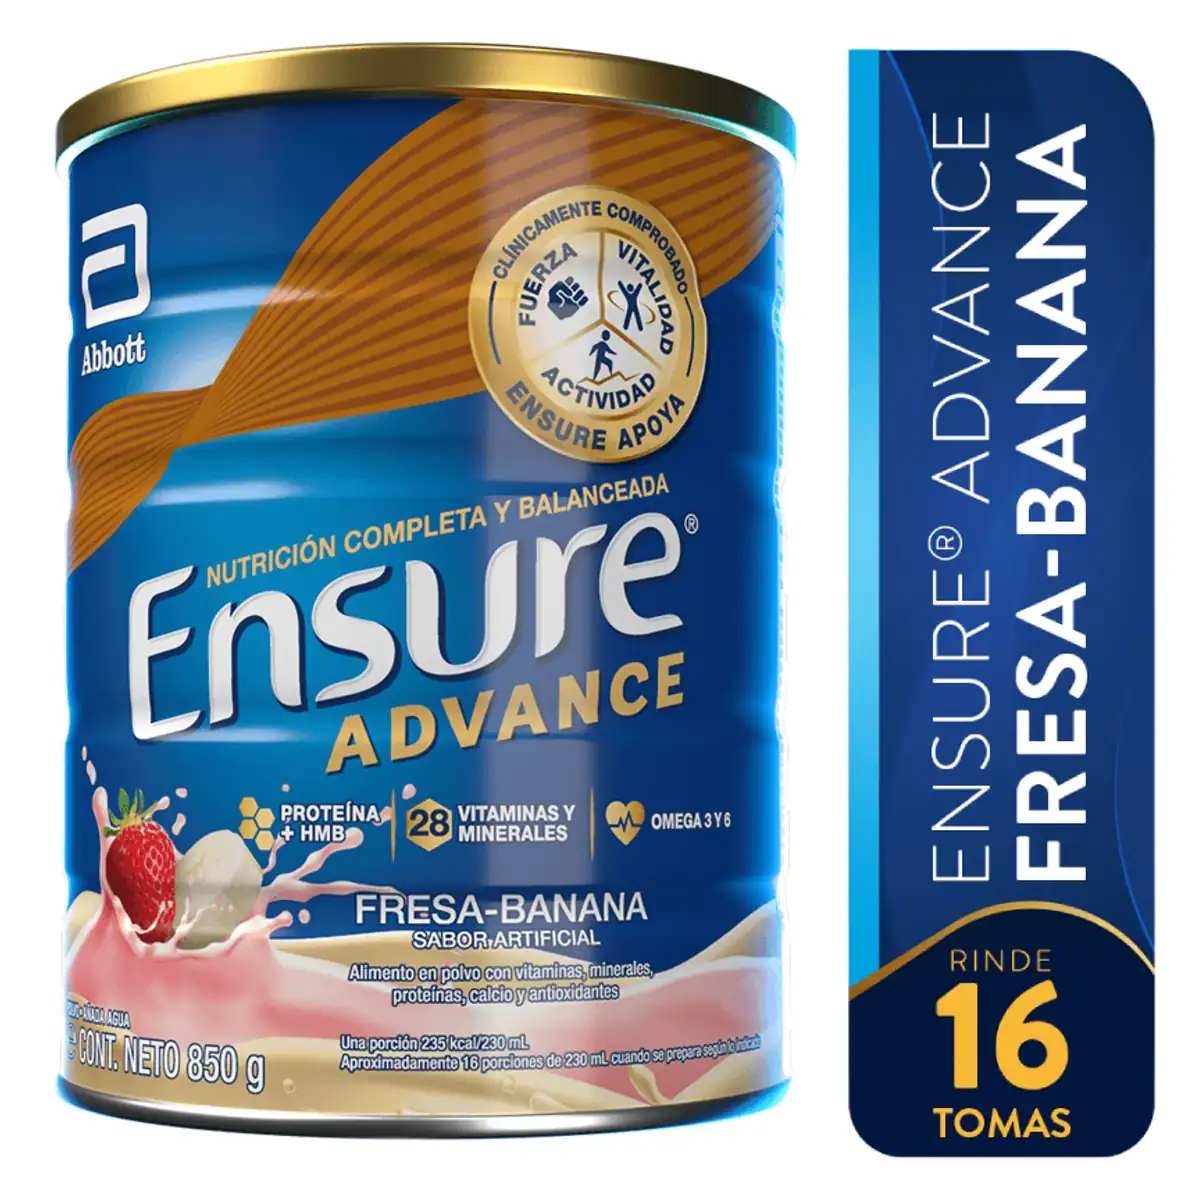 Abbott
CLÍNICAMENTE COMPROBADO
FUERZA
VITALIDAD
ACTIVIDAD
ENSURE APOYA
NUTRICIÓN COMPLETA Y BALANCEADA
Ensure®
ADVANCE
PROTEÍNA
+ HMB
28
VITAMINAS Y
MINERALES
OMEGA 3 Y 6
FRESA-BANANA
SABOR ARTIFICIAL
Alimento en polvo con vitaminas, minerales,
proteínas, calcio y antioxidantes
AÑADA AGUA
CONT. NETO 850 g
Una porción 235 kcal/230 mL
Aproximadamente 16 porciones de 230 mL cuando se prepara según lo indicado
ENSURE® ADVANCE
FRESA-BANANA
RINDE
16
TOMAS